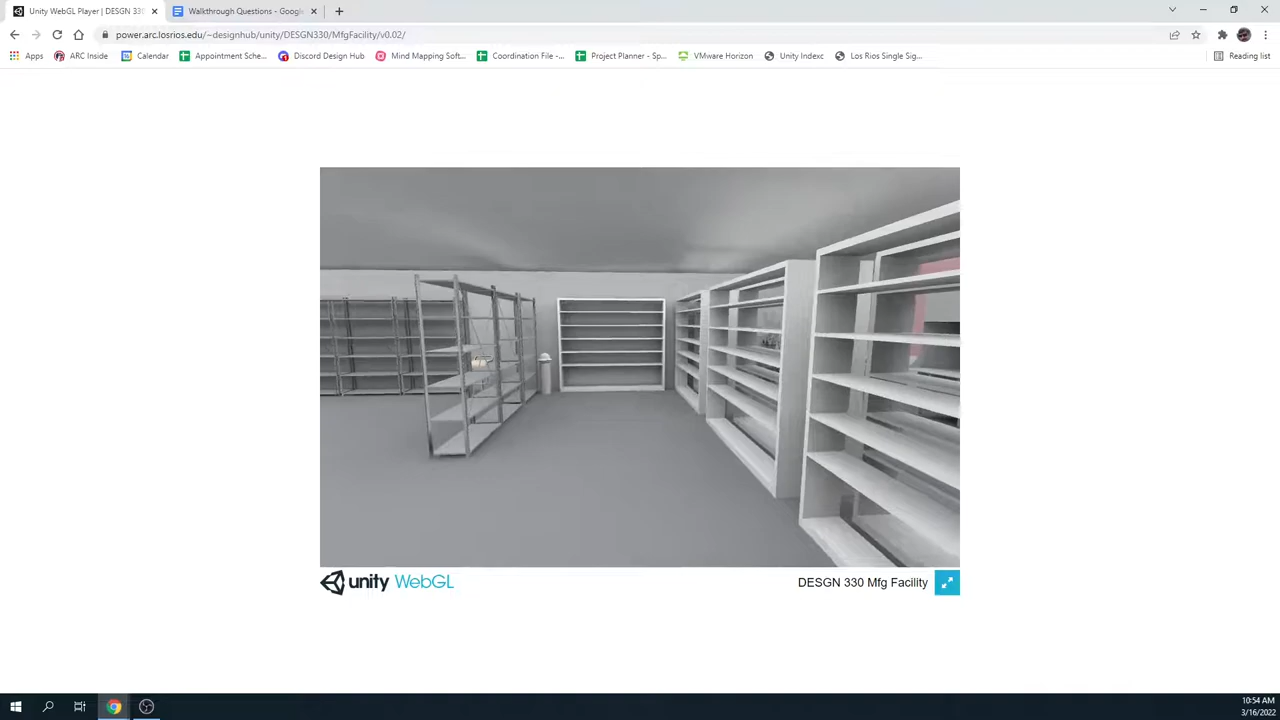 Unity WebGL Player | DESGN 330
Walkthrough Questions - Google
power.arc.losrios.edu/~designhub/unity/DESGN330/MfgFacility/v0.02/
Apps ARC Inside Calendar Appointment Sche... Discord Design Hub Mind Mapping Soft... Coordination File -... Project Planner - Sp... VMware Horizon Unity Indexc Los Rios Single Sig... Reading list
unity WebGL
DESGN 330 Mfg Facility
10:54 AM
3/16/2022